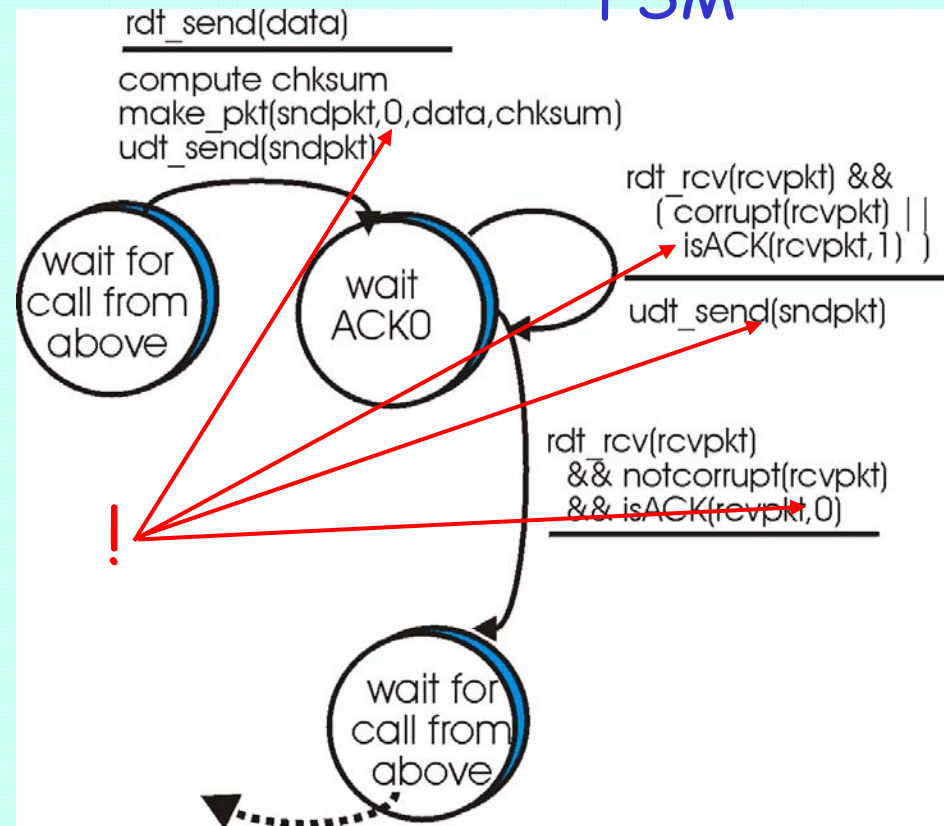 FSM
rdt_send(data)
compute chksum
make_pkt(sndpkt,0,data,chksum)
udt_send(sndpkt)
rdt_rcv(rcvpkt) &&
( corrupt(rcvpkt) ||
isACK(rcvpkt,1) )
udt_send(sndpkt)
wait for
call from
above
wait
ACK0
rdt_rcv(rcvpkt)
&& notcorrupt(rcvpkt)
&& isACK(rcvpkt,0)
!
wait for
call from
above